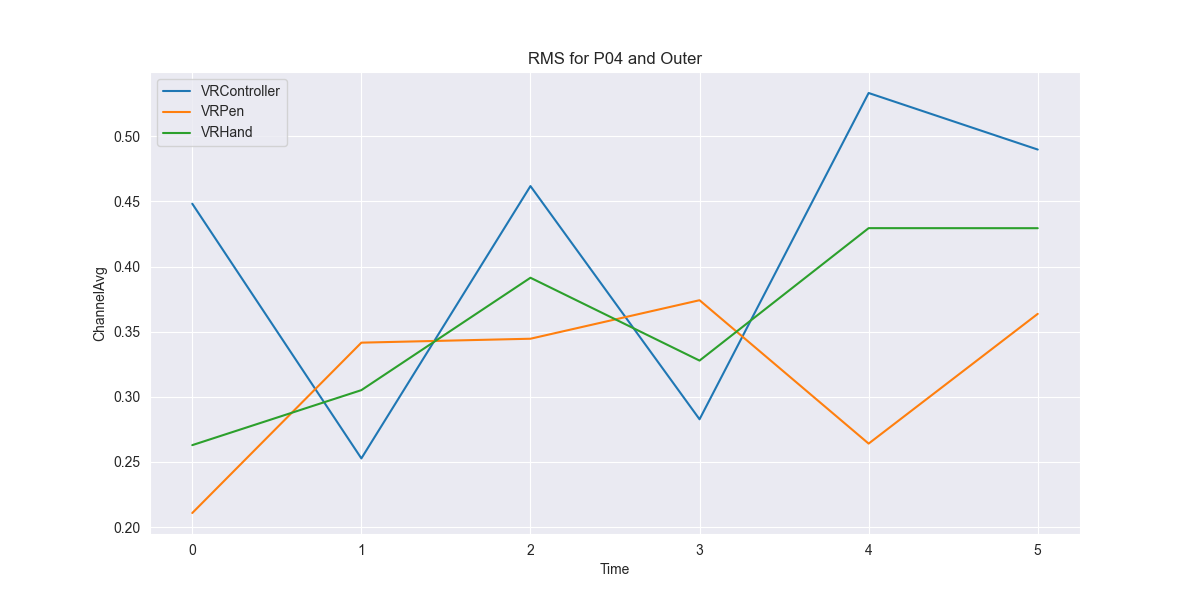 RMS for P04 and Outer
VRController
VRPen
VRHand
0.50
0.45
0.40
0.35
0.30
0.25
0.20
ChannelAvg
0 1 2 3 4 5
Time